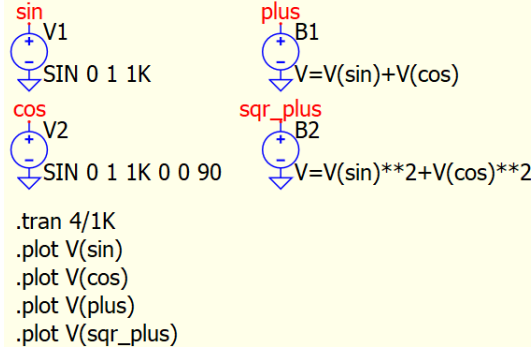 sin
V1
SIN 0 1 1K
plus
B1
V=V(sin)+V(cos)
cos
V2
SIN 0 1 1K 0 0 90
sqr_plus
B2
V=V(sin)**2+V(cos)**2
.tran 4/1K
.plot V(sin)
.plot V(cos)
.plot V(plus)
.plot V(sqr_plus)